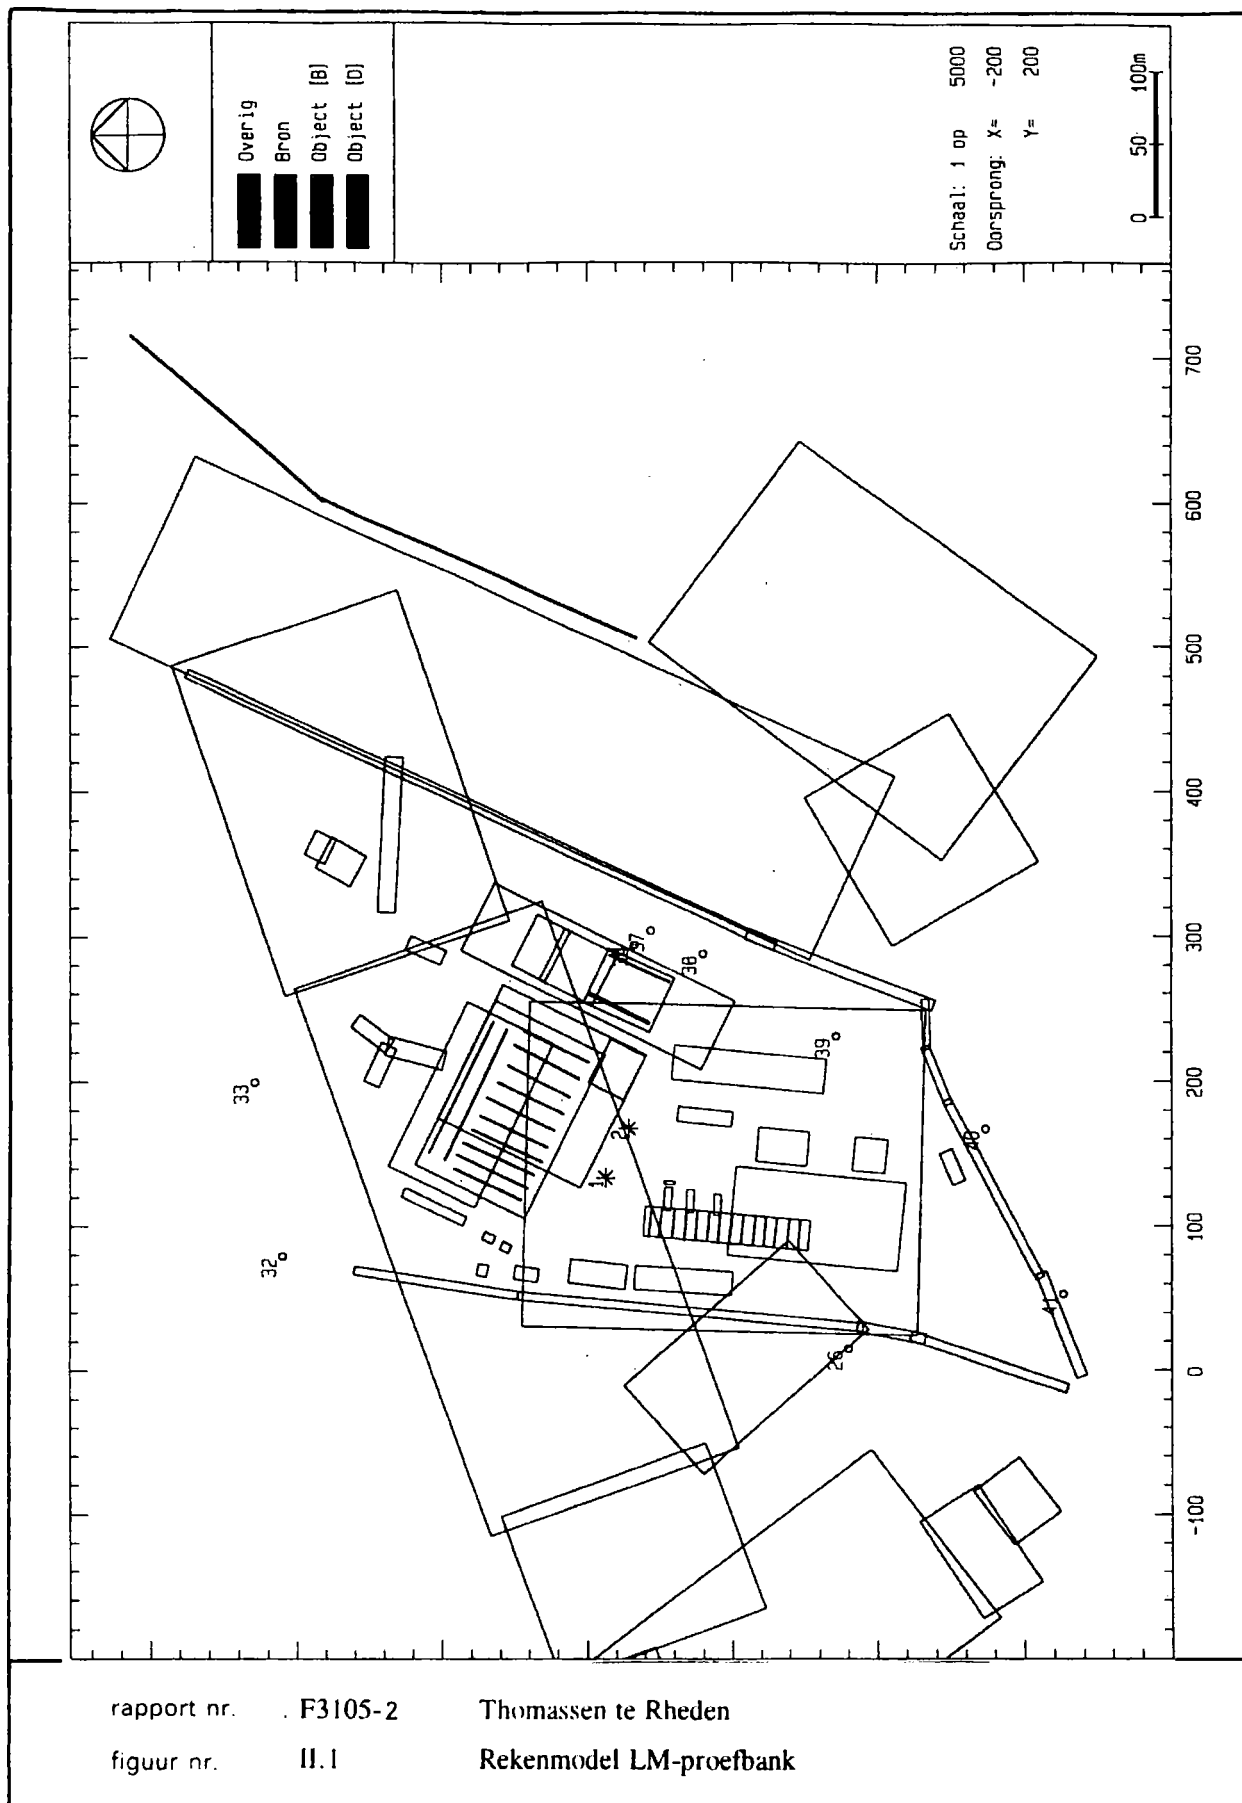 Overig
Bron
Object [B]
Object [D]
Schaal: 1 op 5000
Oorsprong: X= -200
Y= 200
0 50 100m
700
600
500
400
300
200
100
0
-100
33
32
37
38
39
40
41
26
1
2
rapport nr. F3105-2 Thomassen te Rheden
figuur nr. II.1 Rekenmodel LM-proefbank